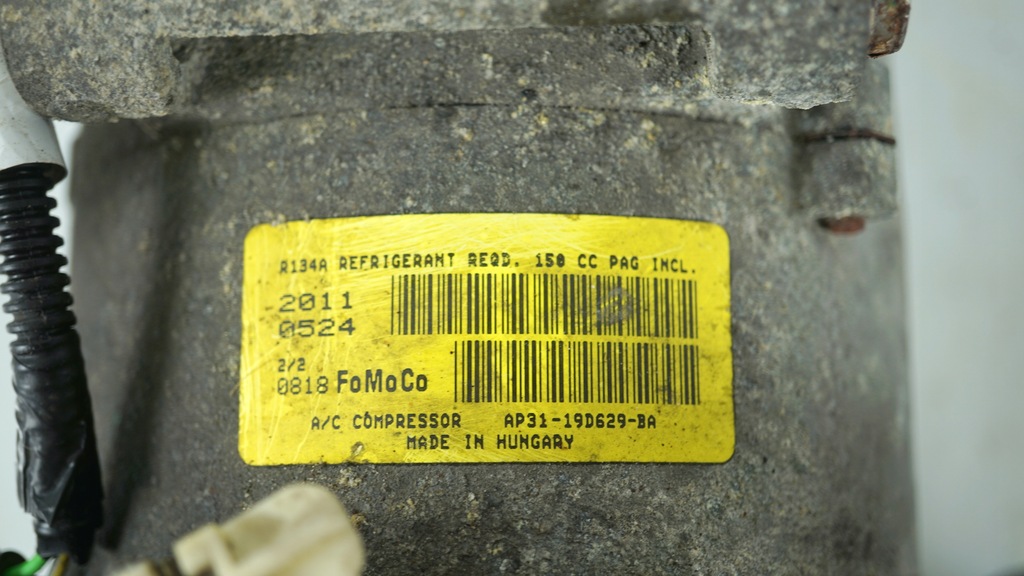 R134A REFRIGERANT REQD. 150 CC PAG INCL.
2011
0524
2/2
0818 FoMoCo
A/C COMPRESSOR AP31-19D629-BA
MADE IN HUNGARY